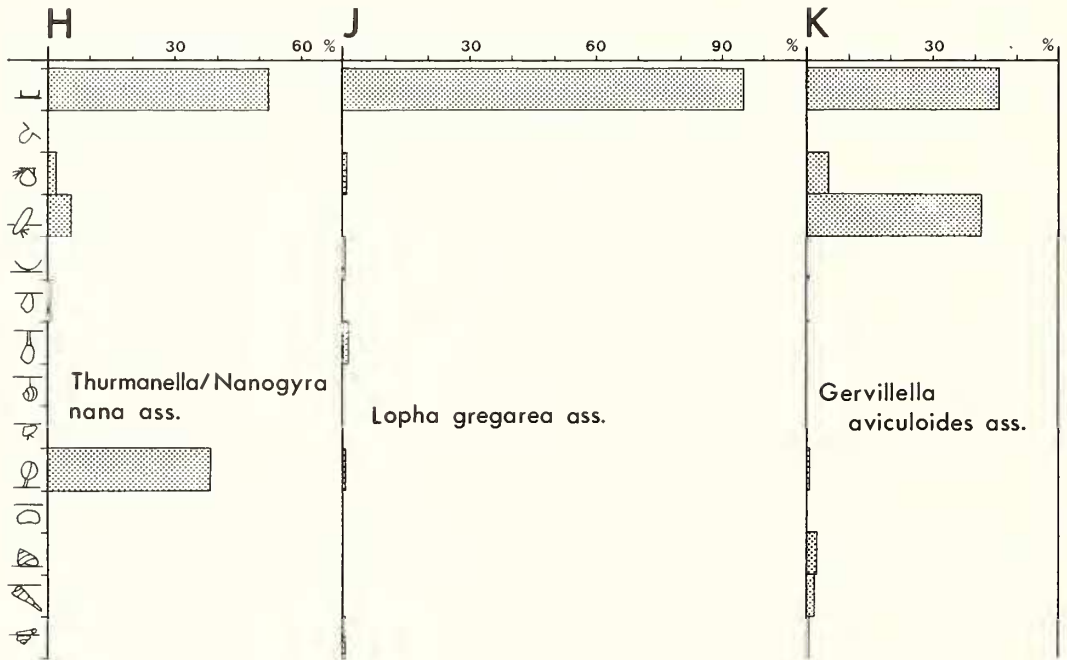 H J K
30 60 % 30 60 90 % 30 %
Thurmanella/Nanogyra
nana ass.
Lopha gregarea ass.
Gervillella
aviculoides ass.